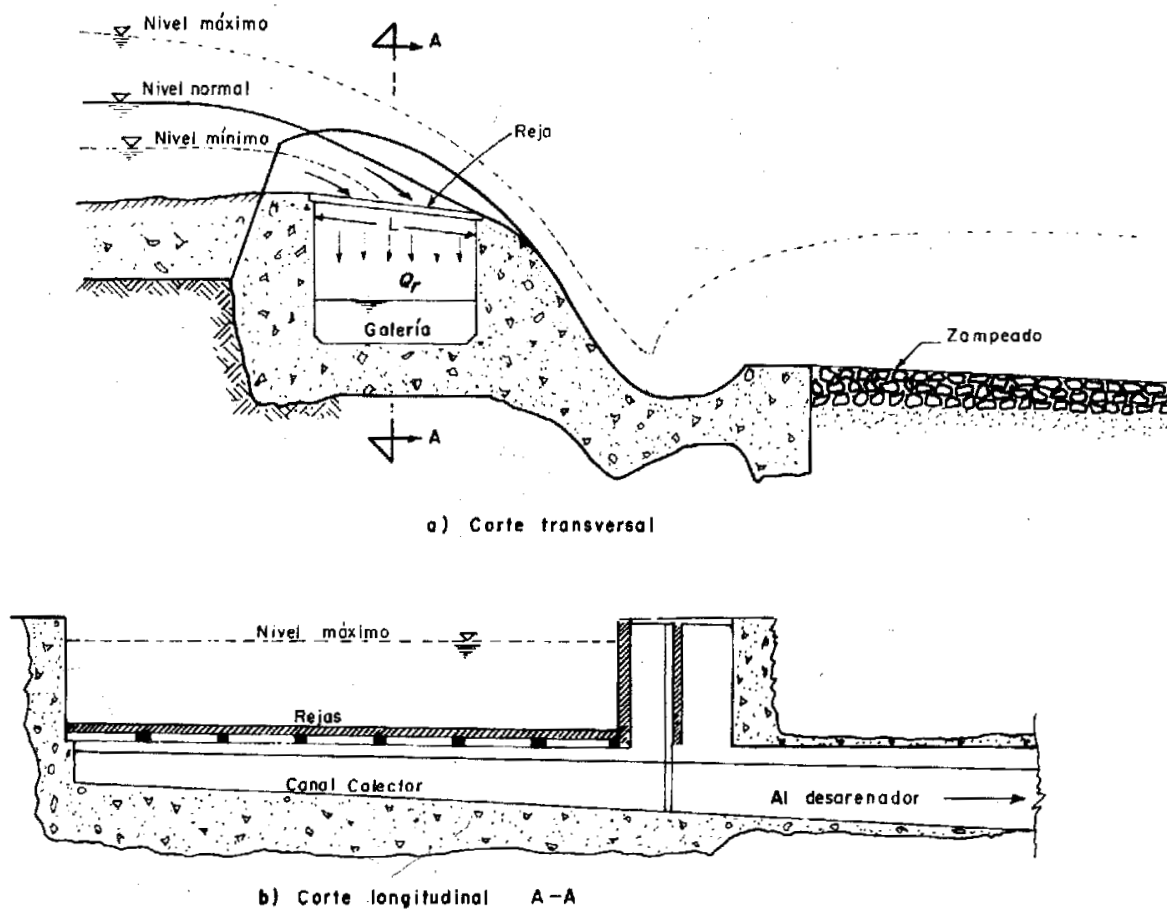 Nivel máximo
A
Nivel normal
Reja
Nivel mínimo
L
Qr
Galería
Zampeado
A
a) Corte transversal
Nivel máximo
Rejas
Canal Colector
Al desarenador
b) Corte longitudinal A-A